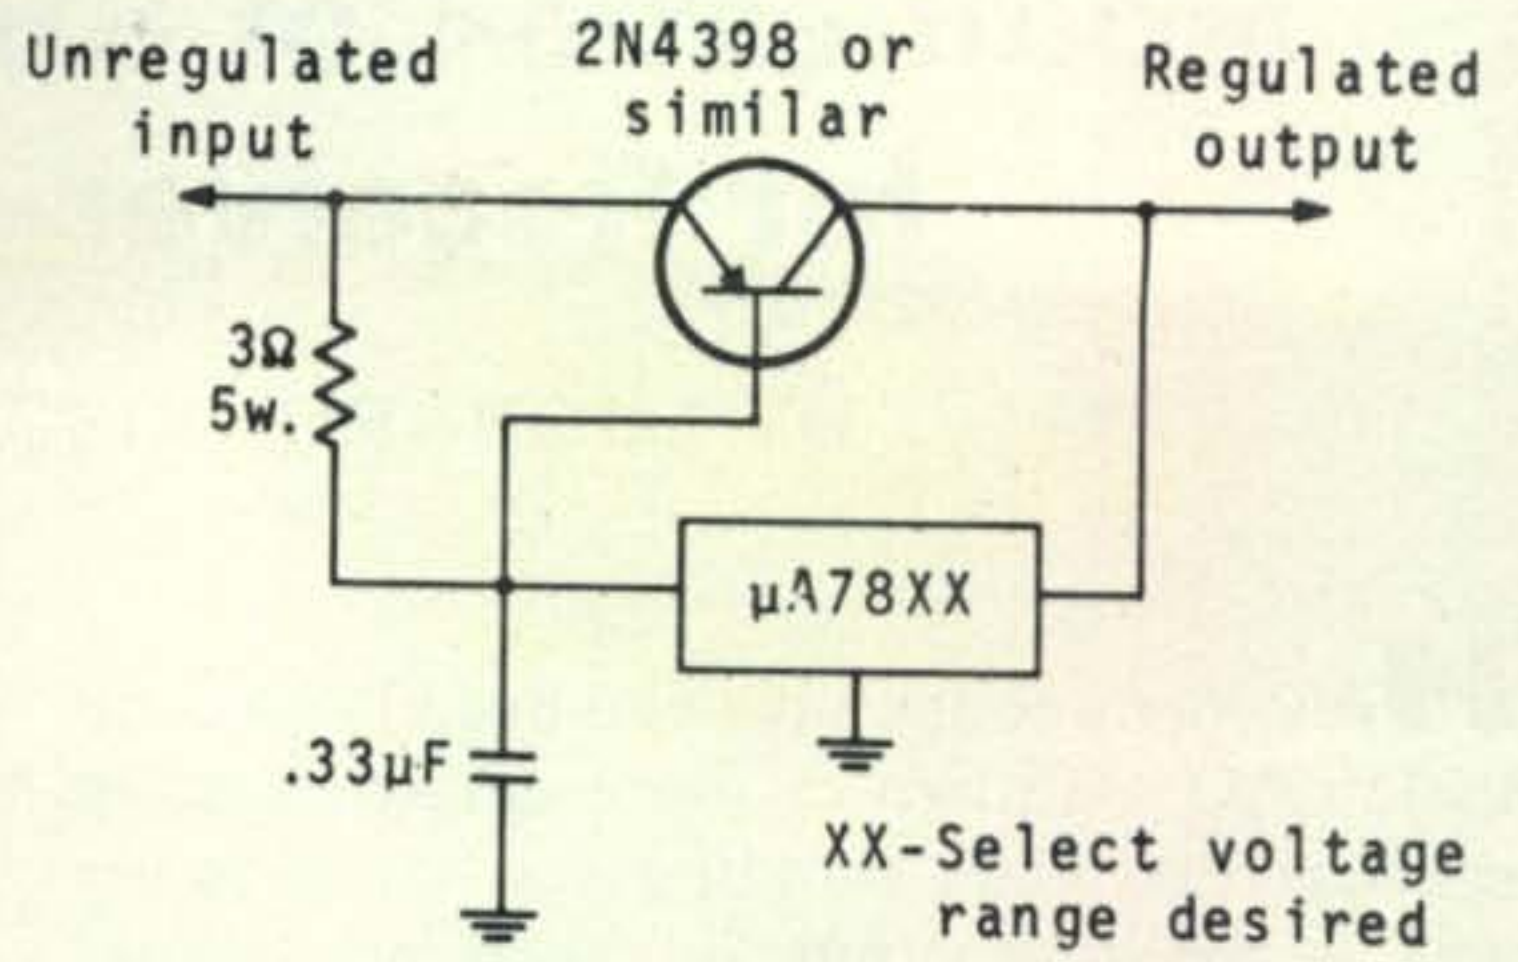 Unregulated
input
2N4398 or
similar
Regulated
output
3Ω
5w.
µA78XX
.33µF
XX-Select voltage
range desired